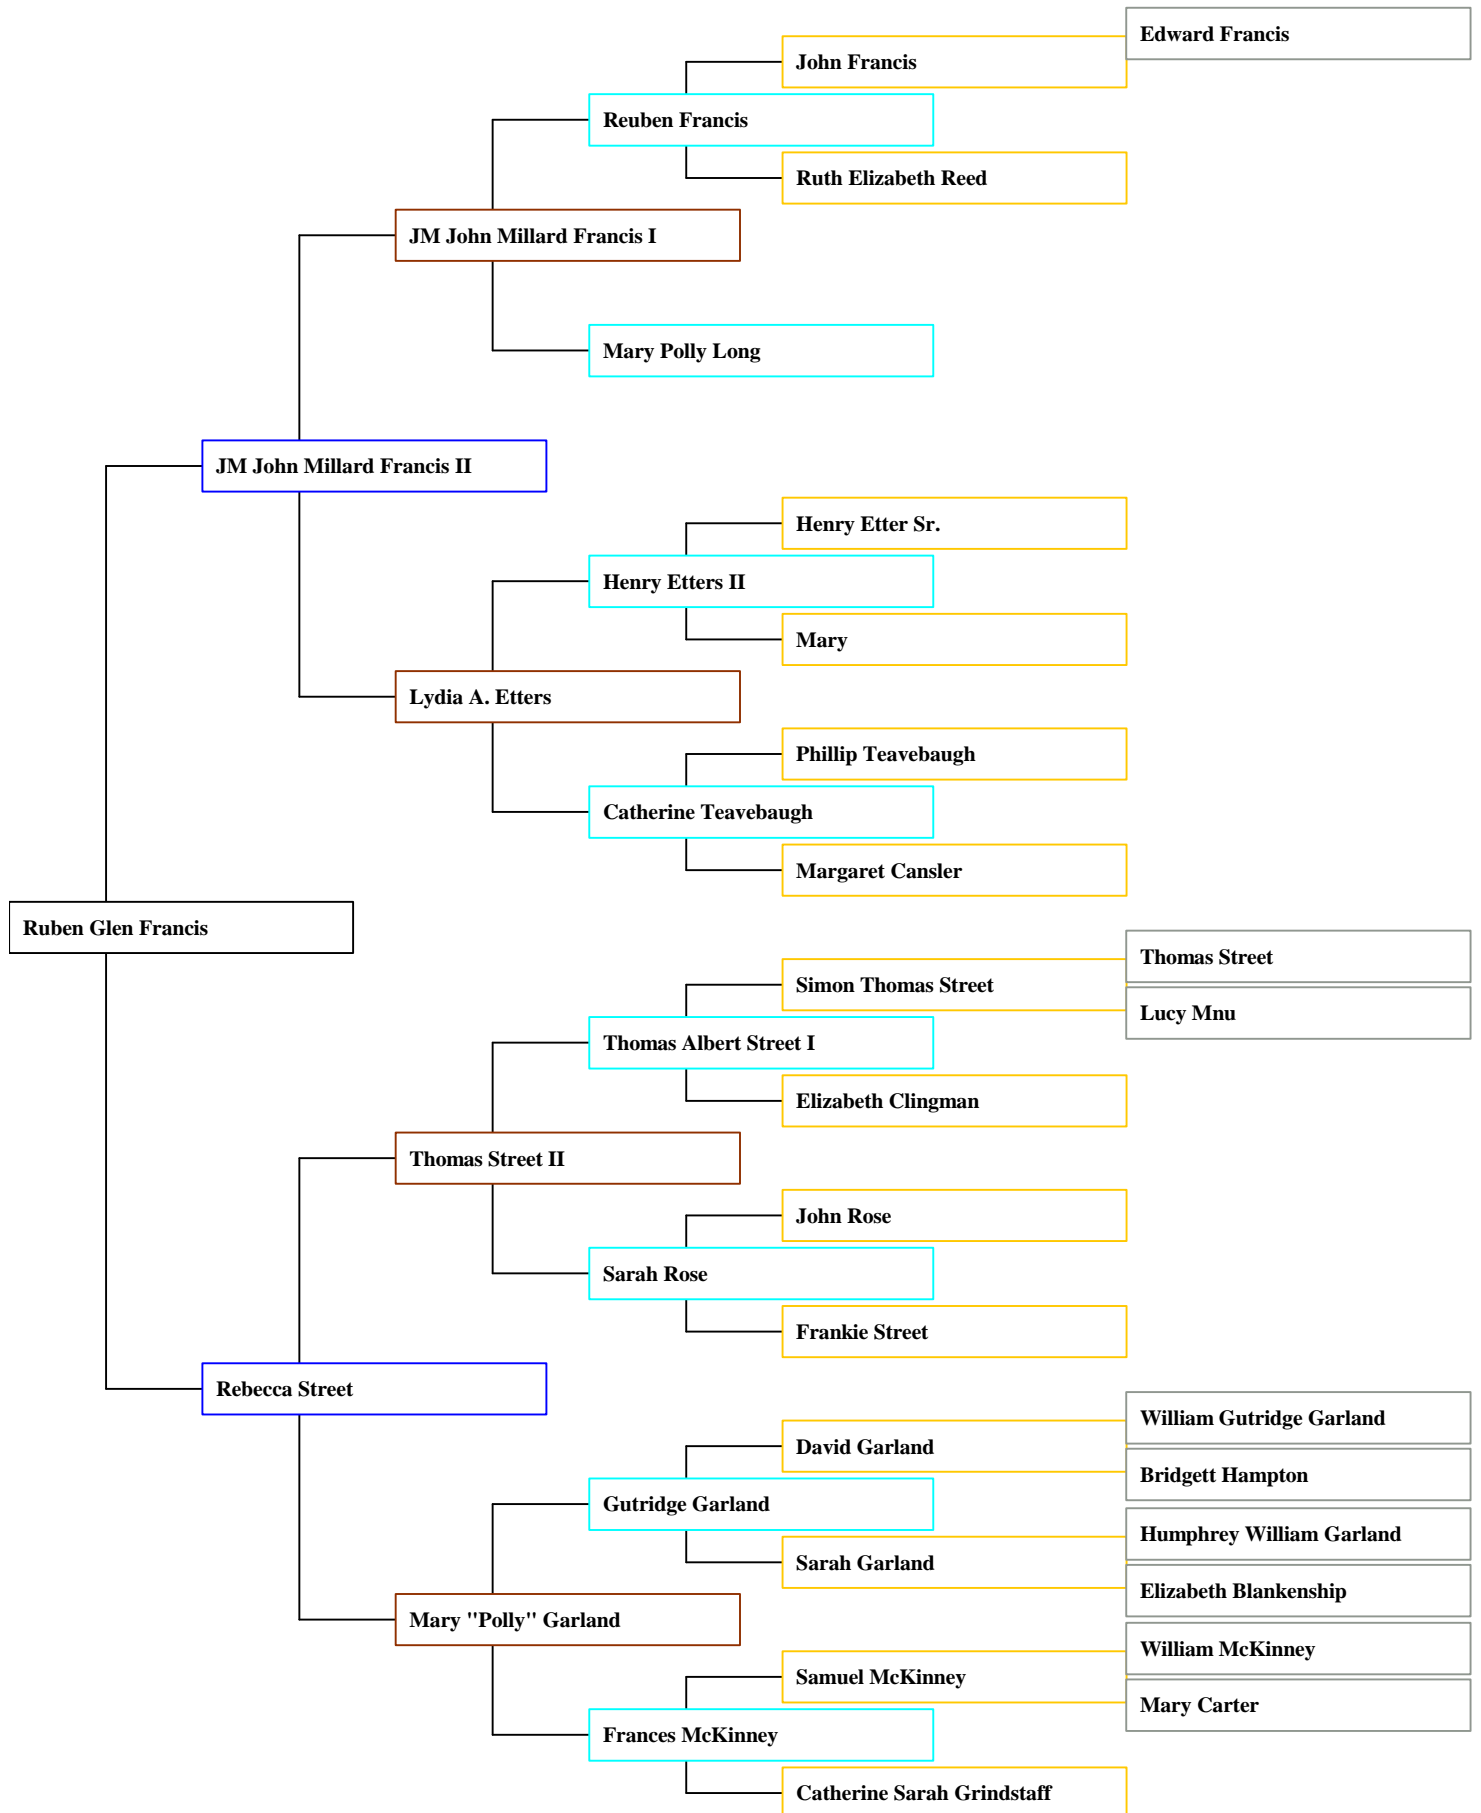 Edward Francis
John Francis
Reuben Francis
Ruth Elizabeth Reed
JM John Millard Francis I
Mary Polly Long
JM John Millard Francis II
Henry Etter Sr.
Henry Etters II
Mary
Lydia A. Etters
Phillip Teavebaugh
Catherine Teavebaugh
Margaret Cansler
Ruben Glen Francis
Thomas Street
Simon Thomas Street
Lucy Mnu
Thomas Albert Street I
Elizabeth Clingman
Thomas Street II
John Rose
Sarah Rose
Frankie Street
Rebecca Street
William Gutridge Garland
David Garland
Bridgett Hampton
Gutridge Garland
Humphrey William Garland
Sarah Garland
Elizabeth Blankenship
Mary "Polly" Garland
William McKinney
Samuel McKinney
Mary Carter
Frances McKinney
Catherine Sarah Grindstaff